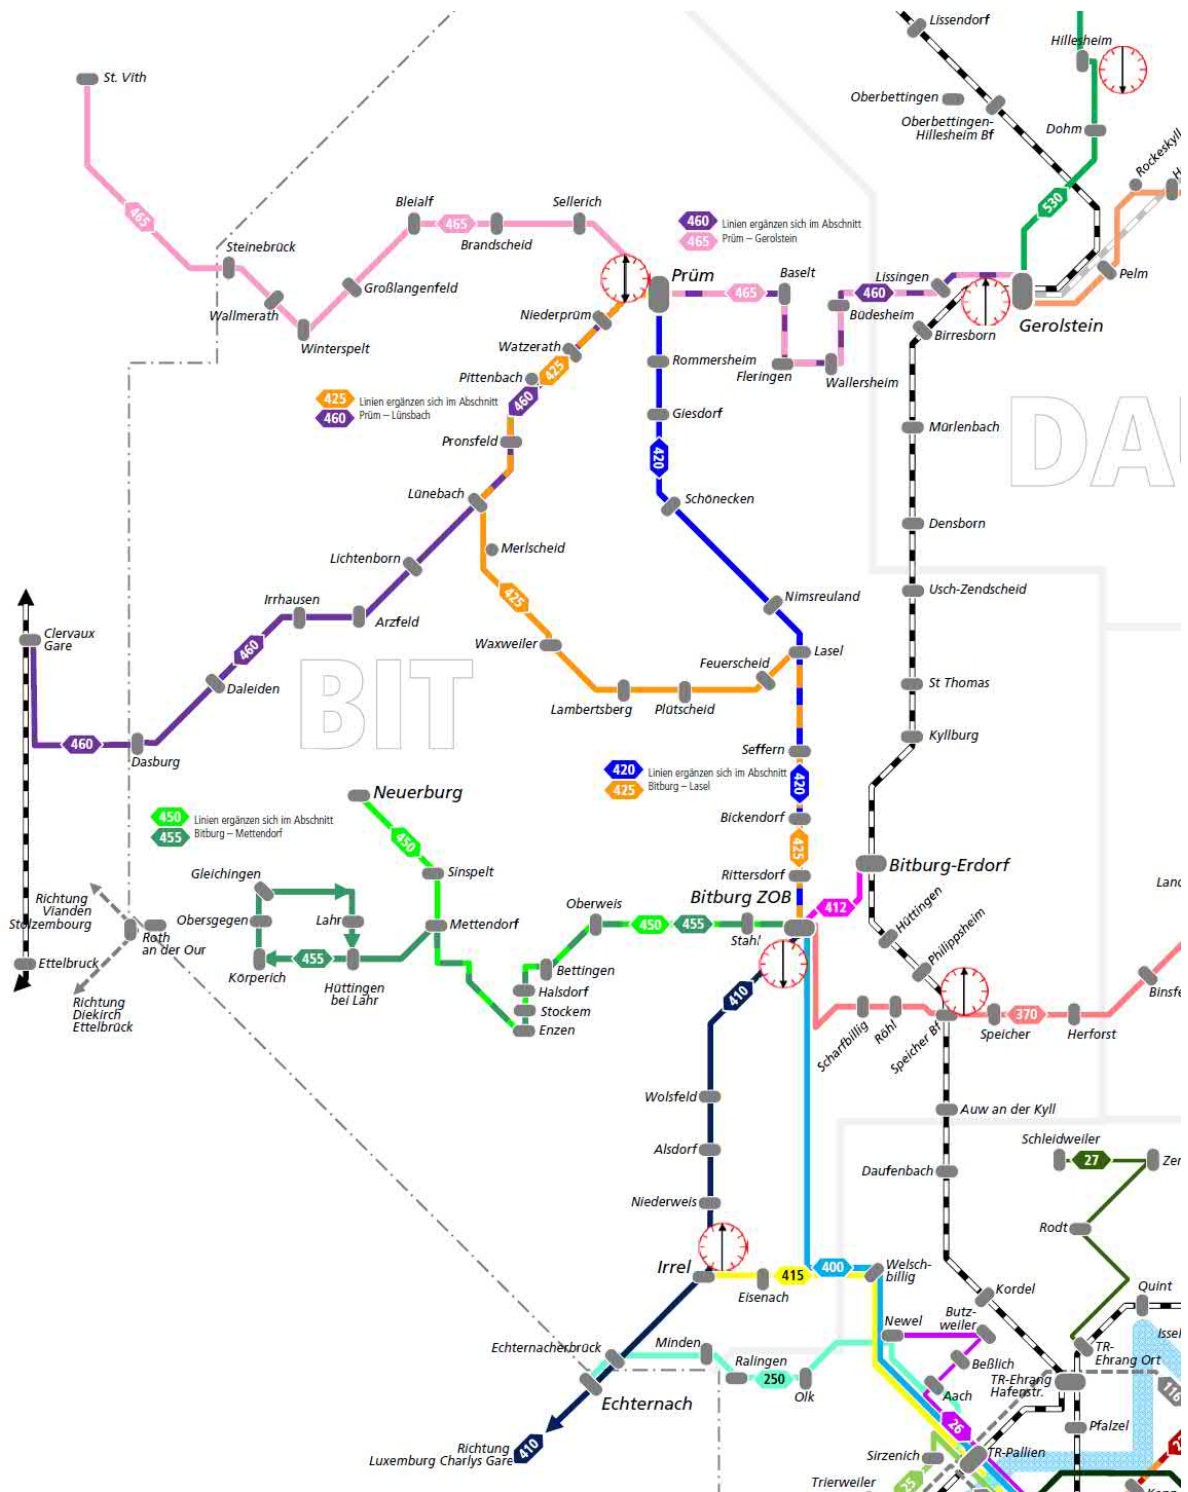 Lissendorf
Hillesheim
St. Vith
Oberbettingen
Oberbettingen-
Hillesheim Bf
Dohm
Rockeskyll
465
Bleialf
Sellerich
530
460
Linien ergänzen sich im Abschnitt
465
Prüm – Gerolstein
465
Brandscheid
Steinebrück
Prüm
Baselt
Lissingen
Pelm
Großlangenfeld
465
460
Wallmerath
Niederprüm
Büdesheim
Gerolstein
Winterspelt
Watzerath
Rommersheim
Birresborn
Fleringen
Wallersheim
Pittenbach
425
425
Linien ergänzen sich im Abschnitt
460
Prüm – Lünsbach
460
Giesdorf
DA
Mürlenbach
Pronsfeld
420
Lünebach
Schönecken
Densborn
Merlscheid
Lichtenborn
425
Usch-Zendscheid
Irrhausen
Nimsreuland
Arzfeld
Clervaux
Gare
460
Waxweiler
Lasel
Feuerscheid
BIT
Daleiden
St Thomas
Lambertsberg
Plütscheid
460
Kyllburg
Dasburg
Seffern
420
Linien ergänzen sich im Abschnitt
425
Bitburg – Lasel
420
Neuerburg
450
Linien ergänzen sich im Abschnitt
455
Bitburg – Mettendorf
450
Bickendorf
425
Bitburg-Erdorf
Gleichingen
Sinspelt
Rittersdorf
Lan
Richtung
Vianden
Stolzembourg
Bitburg ZOB
Oberweis
412
Hüttingen
Obersgegen
Lahr
Mettendorf
450
455
Stahl
Roth
an der Our
Philippsheim
Ettelbruck
455
Körperich
Hüttingen
bei Lahr
Bettingen
Halsdorf
410
Binsfe
Richtung
Diekirch
Ettelbrück
Stockem
Enzen
370
Scharfbillig
Röhl
Speicher Bf
Speicher
Herforst
Wolsfeld
Auw an der Kyll
Schleidweiler
Alsdorf
27
Zer
Daufenbach
Niederweis
Rodt
Irrel
415
400
Welsch-
billig
Eisenach
Kordel
Quint
Butz-
weiler
Newel
Issel
Echternacherbrück
Minden
Ralingen
TR-
Ehrang Ort
Beßlich
250
TR-Ehrang
Hafenstr.
116
Olk
Aach
Echternach
26
Pfalzel
Richtung
Luxemburg Charlys Gare
410
Sirzenich
TR-Pallien
Trierweiler
25